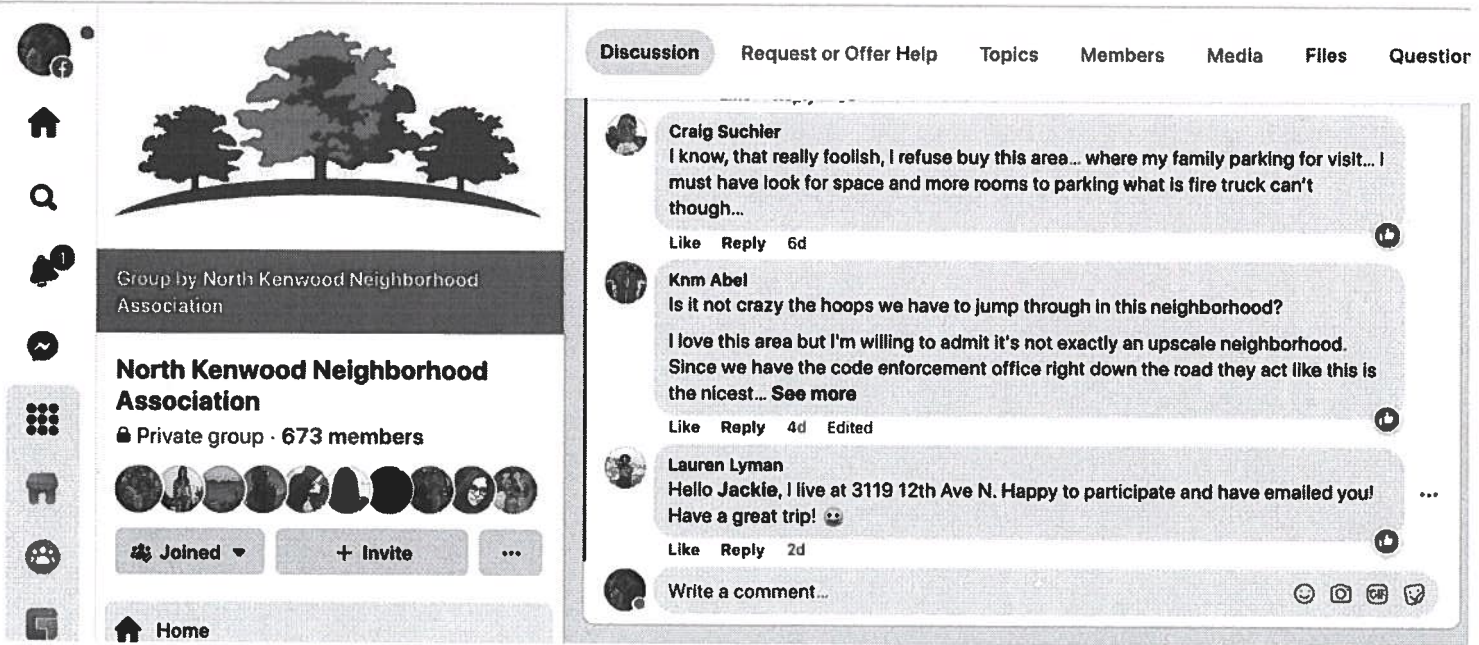 Discussion Request or Offer Help Topics Members Media Files Question
1
Group by North Kenwood Neighborhood
Association
North Kenwood Neighborhood
Association
Private group · 673 members
Joined
+ Invite
...
Home
Craig Suchier
I know, that really foolish, I refuse buy this area... where my family parking for visit... I
must have look for space and more rooms to parking what is fire truck can't
though...
Like Reply 6d
Knm Abel
Is it not crazy the hoops we have to jump through in this neighborhood?
I love this area but I'm willing to admit it's not exactly an upscale neighborhood.
Since we have the code enforcement office right down the road they act like this is
the nicest... See more
Like Reply 4d Edited
Lauren Lyman
Hello Jackie, I live at 3119 12th Ave N. Happy to participate and have emailed you!
Have a great trip!
Like Reply 2d
Write a comment...
GIF